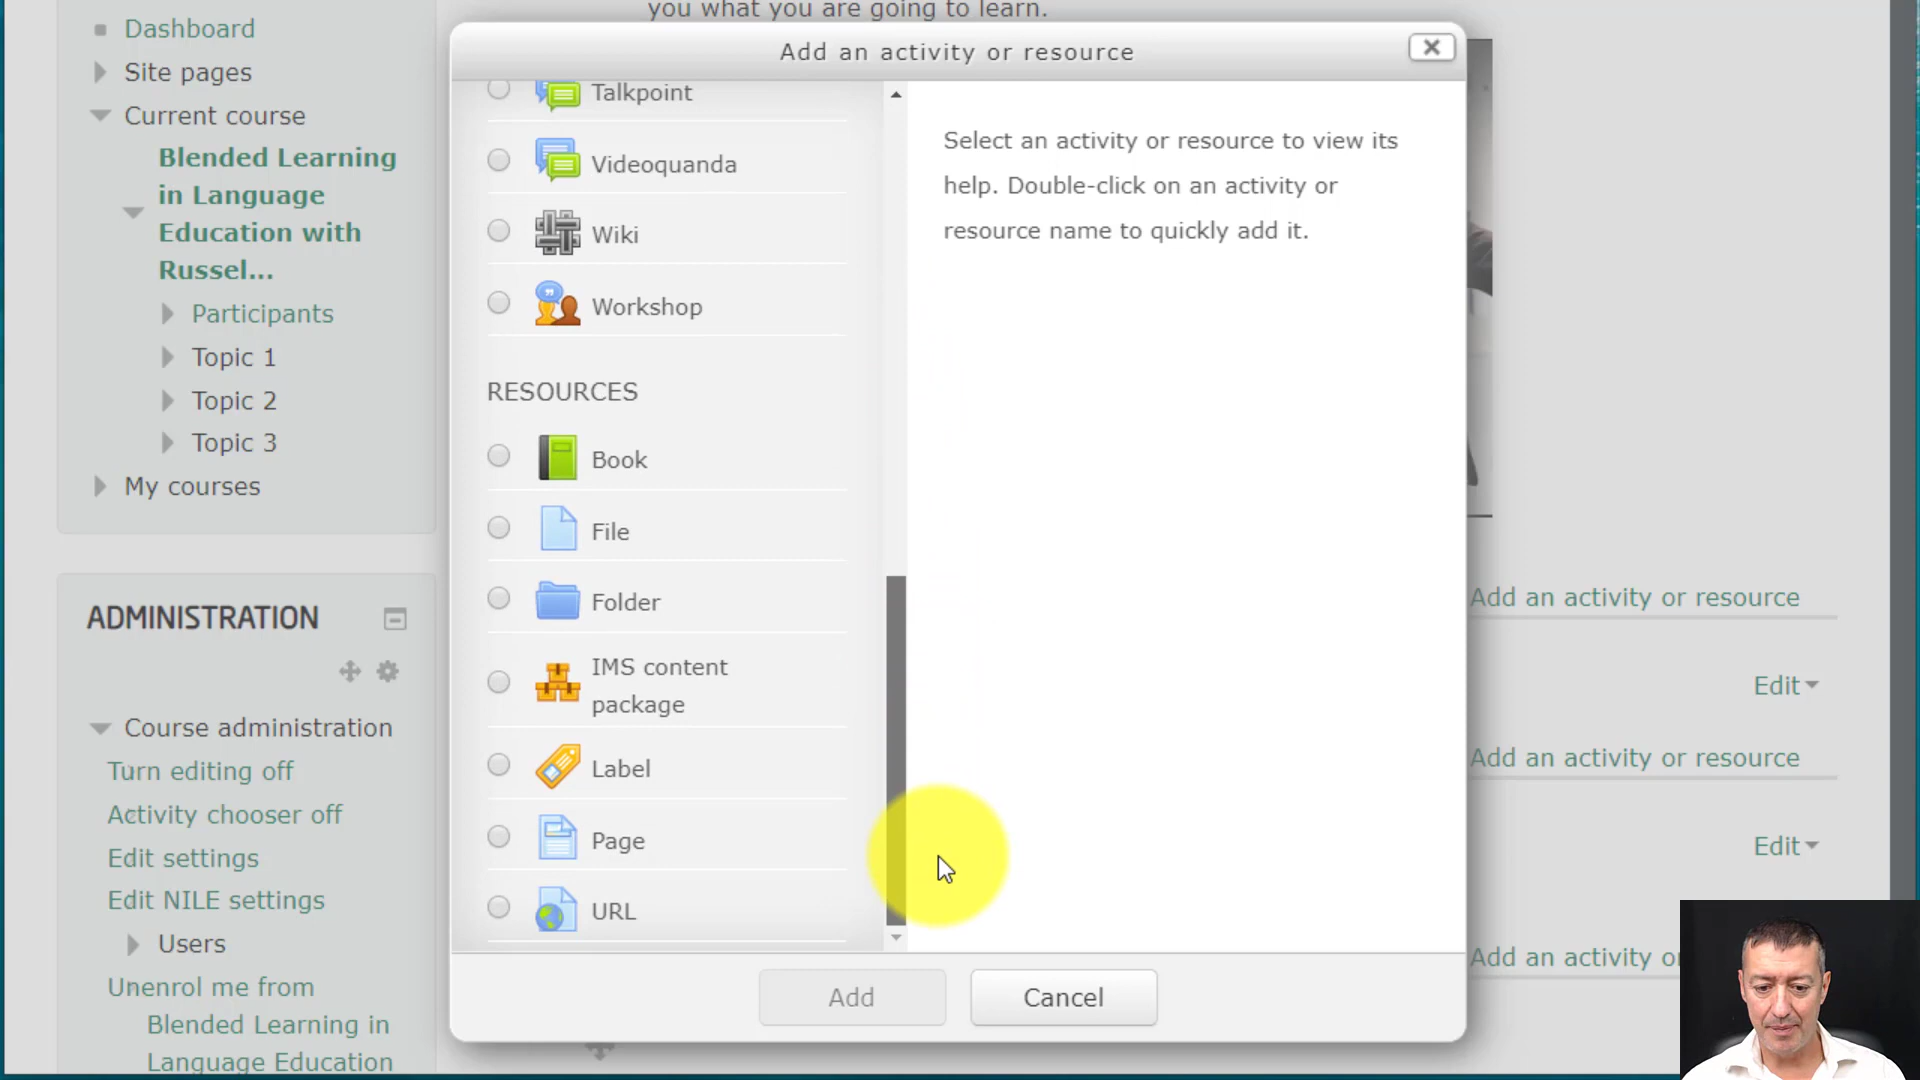 Dashboard
Site pages
Current course
Blended Learning
in Language
Education with
Russel...
Participants
Topic 1
Topic 2
Topic 3
My courses
ADMINISTRATION
Course administration
Turn editing off
Activity chooser off
Edit settings
Edit NILE settings
Users
Unenrol me from
Blended Learning in
Language Education
you what you are going to learn.
Add an activity or resource
Talkpoint
Videoquanda
Wiki
Workshop
RESOURCES
Book
File
Folder
IMS content
package
Label
Page
URL
Select an activity or resource to view its
help. Double-click on an activity or
resource name to quickly add it.
Add
Cancel
Add an activity or resource
Edit
Add an activity or resource
Edit
Add an activity o